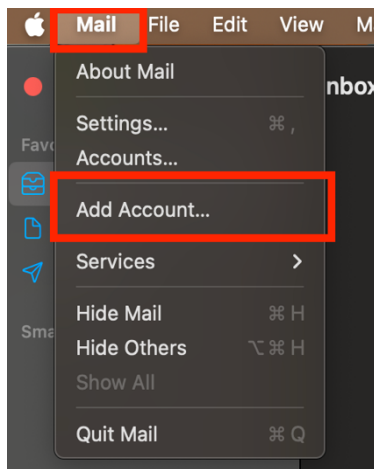 Mail File Edit View M
About Mail
nbox
Settings... ⌘ ,
Favo
Accounts...
Add Account...
Services >
Hide Mail ⌘ H
Sma
Hide Others ⌥ ⌘ H
Show All
Quit Mail ⌘ Q